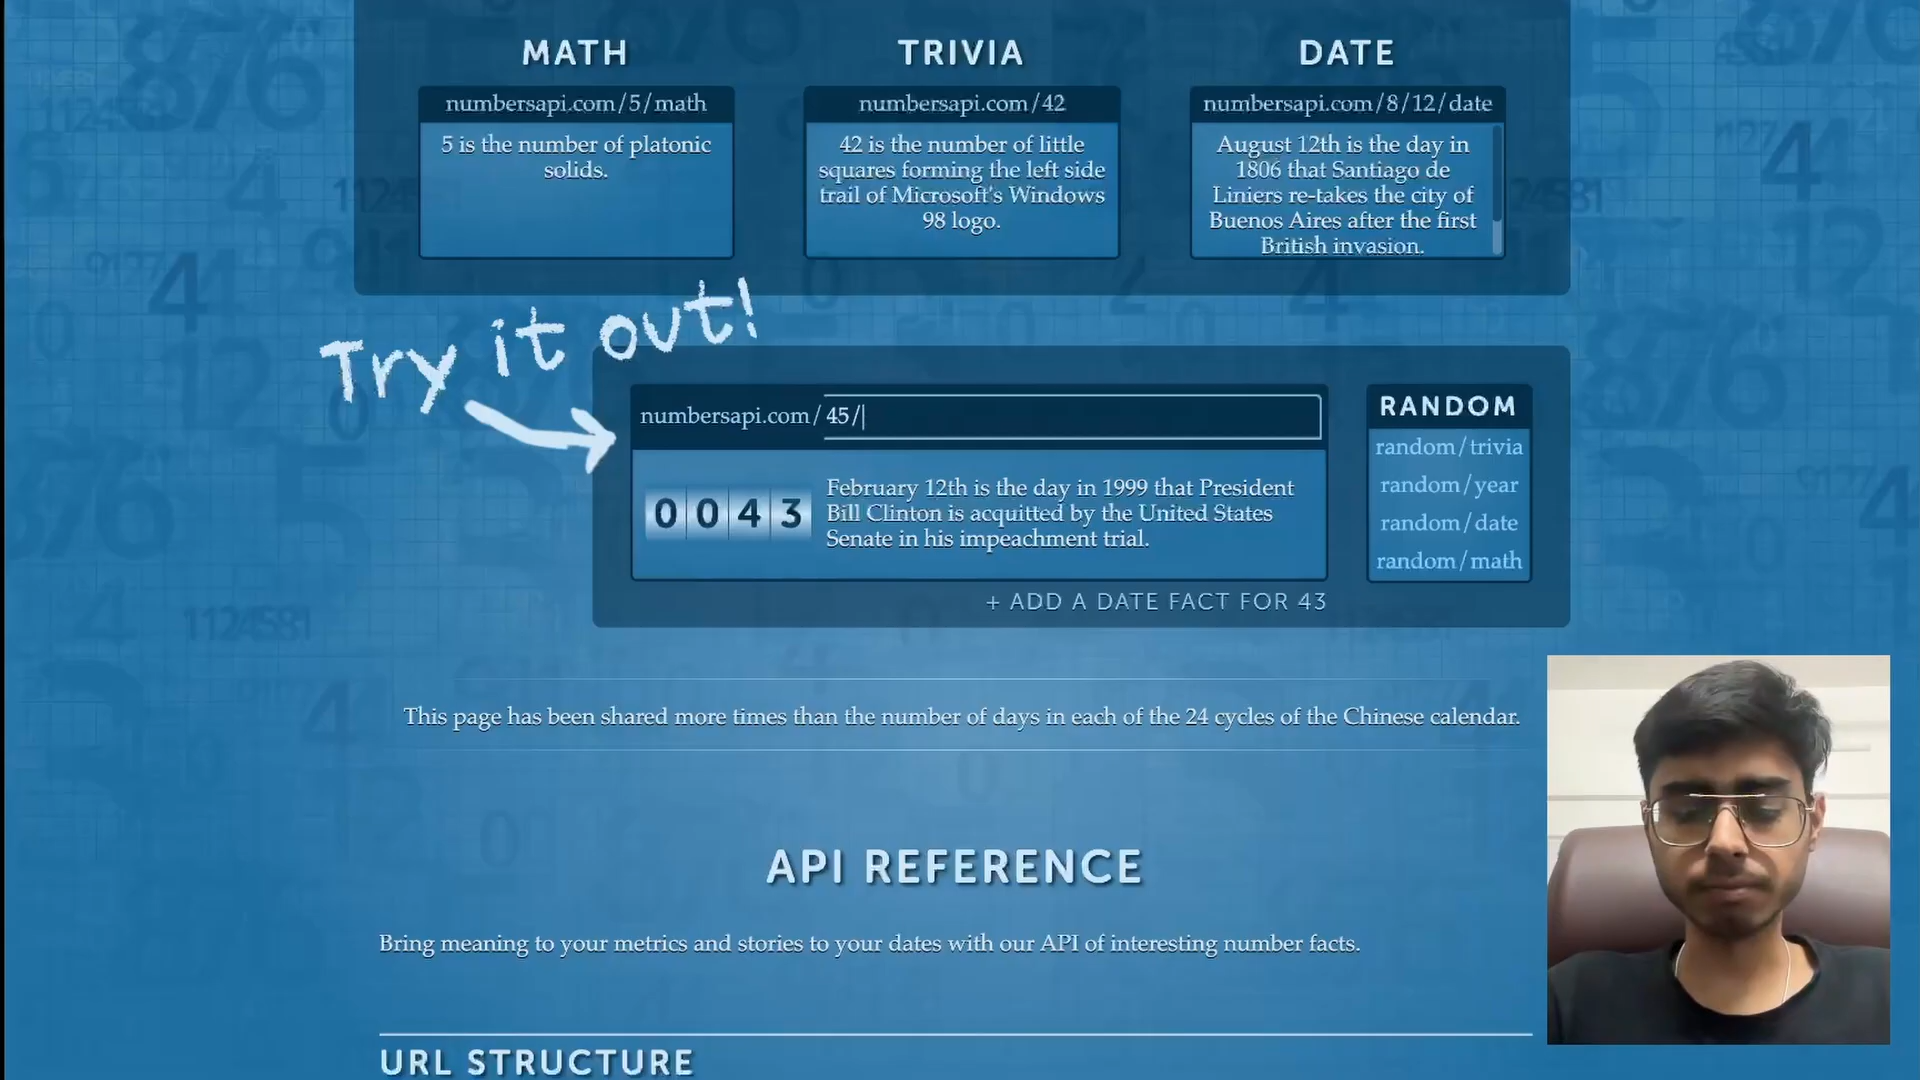 MATH
numbersapi.com/5/math
5 is the number of platonic
solids.
TRIVIA
numbersapi.com/42
42 is the number of little
squares forming the left side
trail of Microsoft's Windows
98 logo.
DATE
numbersapi.com/8/12/date
August 12th is the day in
1806 that Santiago de
Liniers re-takes the city of
Buenos Aires after the first
British invasion.
Try it out!
numbersapi.com/45/
0043
February 12th is the day in 1999 that President
Bill Clinton is acquitted by the United States
Senate in his impeachment trial.
+ ADD A DATE FACT FOR 43
RANDOM
random/trivia
random/year
random/date
random/math
This page has been shared more times than the number of days in each of the 24 cycles of the Chinese calendar.
API REFERENCE
Bring meaning to your metrics and stories to your dates with our API of interesting number facts.
URL STRUCTURE